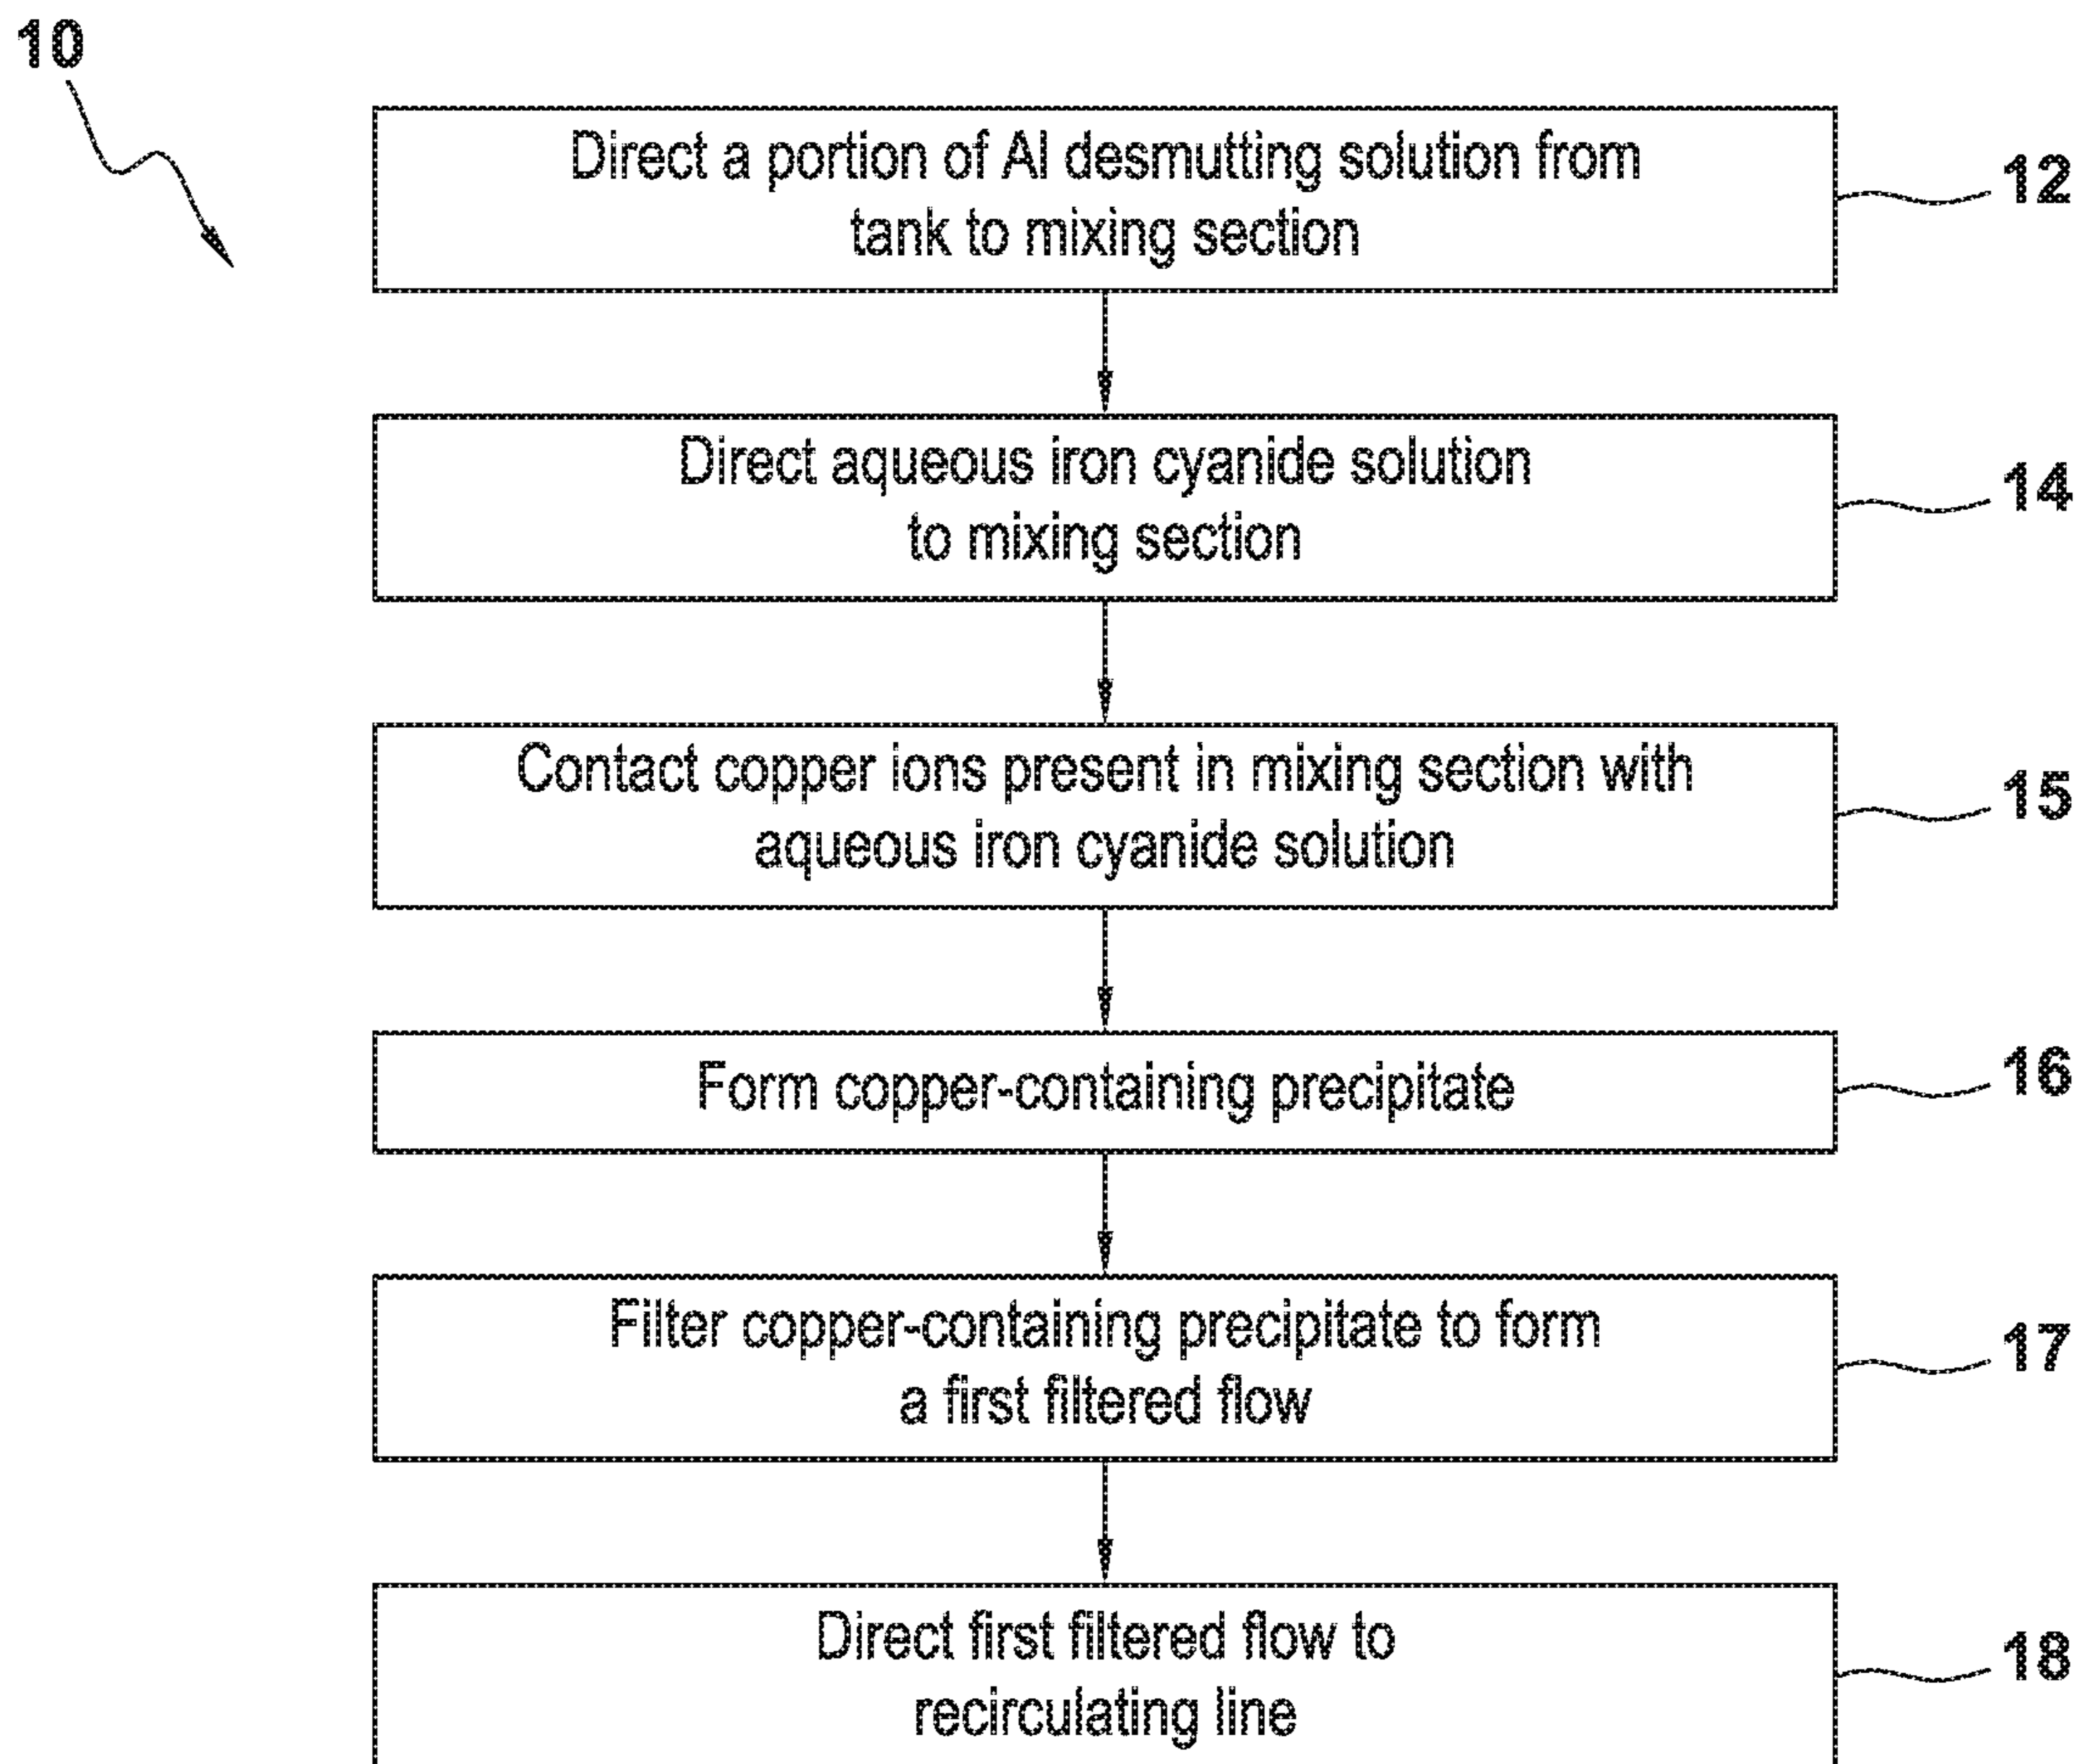 10
Direct a portion of Al desmutting solution from
tank to mixing section
12
Direct aqueous iron cyanide solution
to mixing section
14
Contact copper ions present in mixing section with
aqueous iron cyanide solution
15
Form copper-containing precipitate
16
Filter copper-containing precipitate to form
a first filtered flow
17
Direct first filtered flow to
recirculating line
18